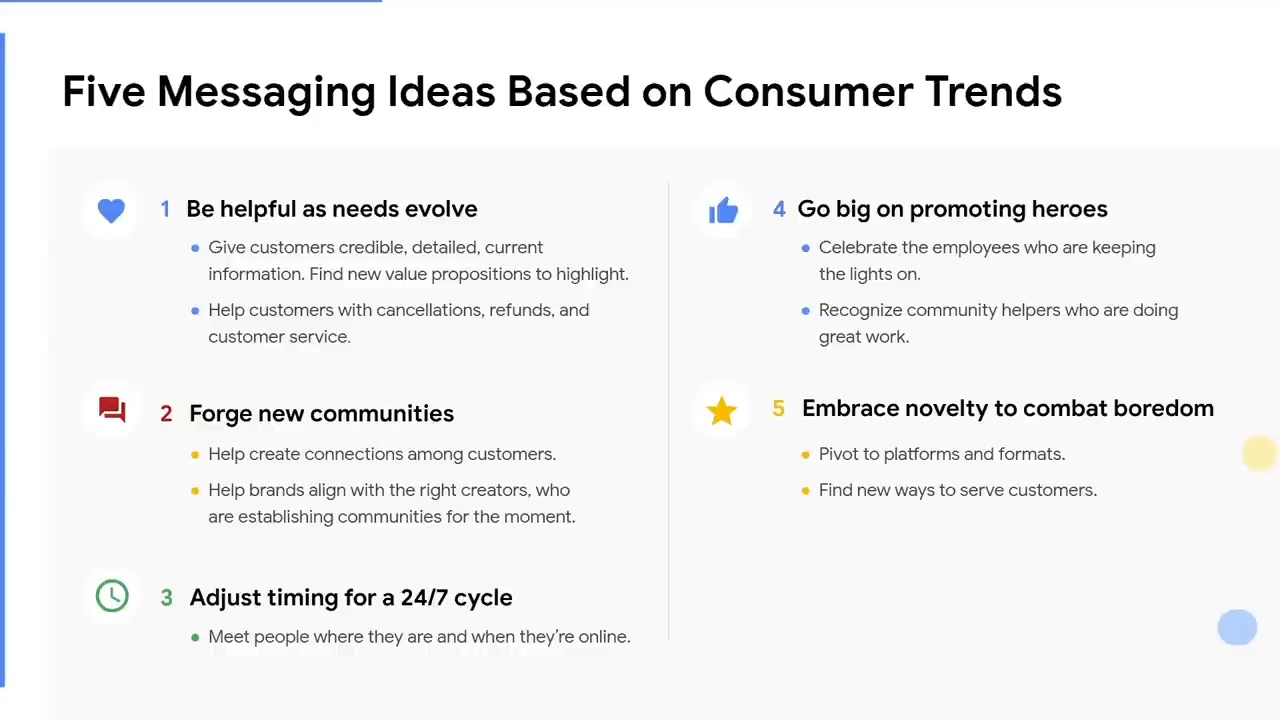 Five Messaging Ideas Based on Consumer Trends
1 Be helpful as needs evolve
Give customers credible, detailed, current
information. Find new value propositions to highlight.
Help customers with cancellations, refunds, and
customer service.
2 Forge new communities
Help create connections among customers.
Help brands align with the right creators, who
are establishing communities for the moment.
3 Adjust timing for a 24/7 cycle
Meet people where they are and when they're online.
4 Go big on promoting heroes
Celebrate the employees who are keeping
the lights on.
Recognize community helpers who are doing
great work.
5 Embrace novelty to combat boredom
Pivot to platforms and formats.
Find new ways to serve customers.